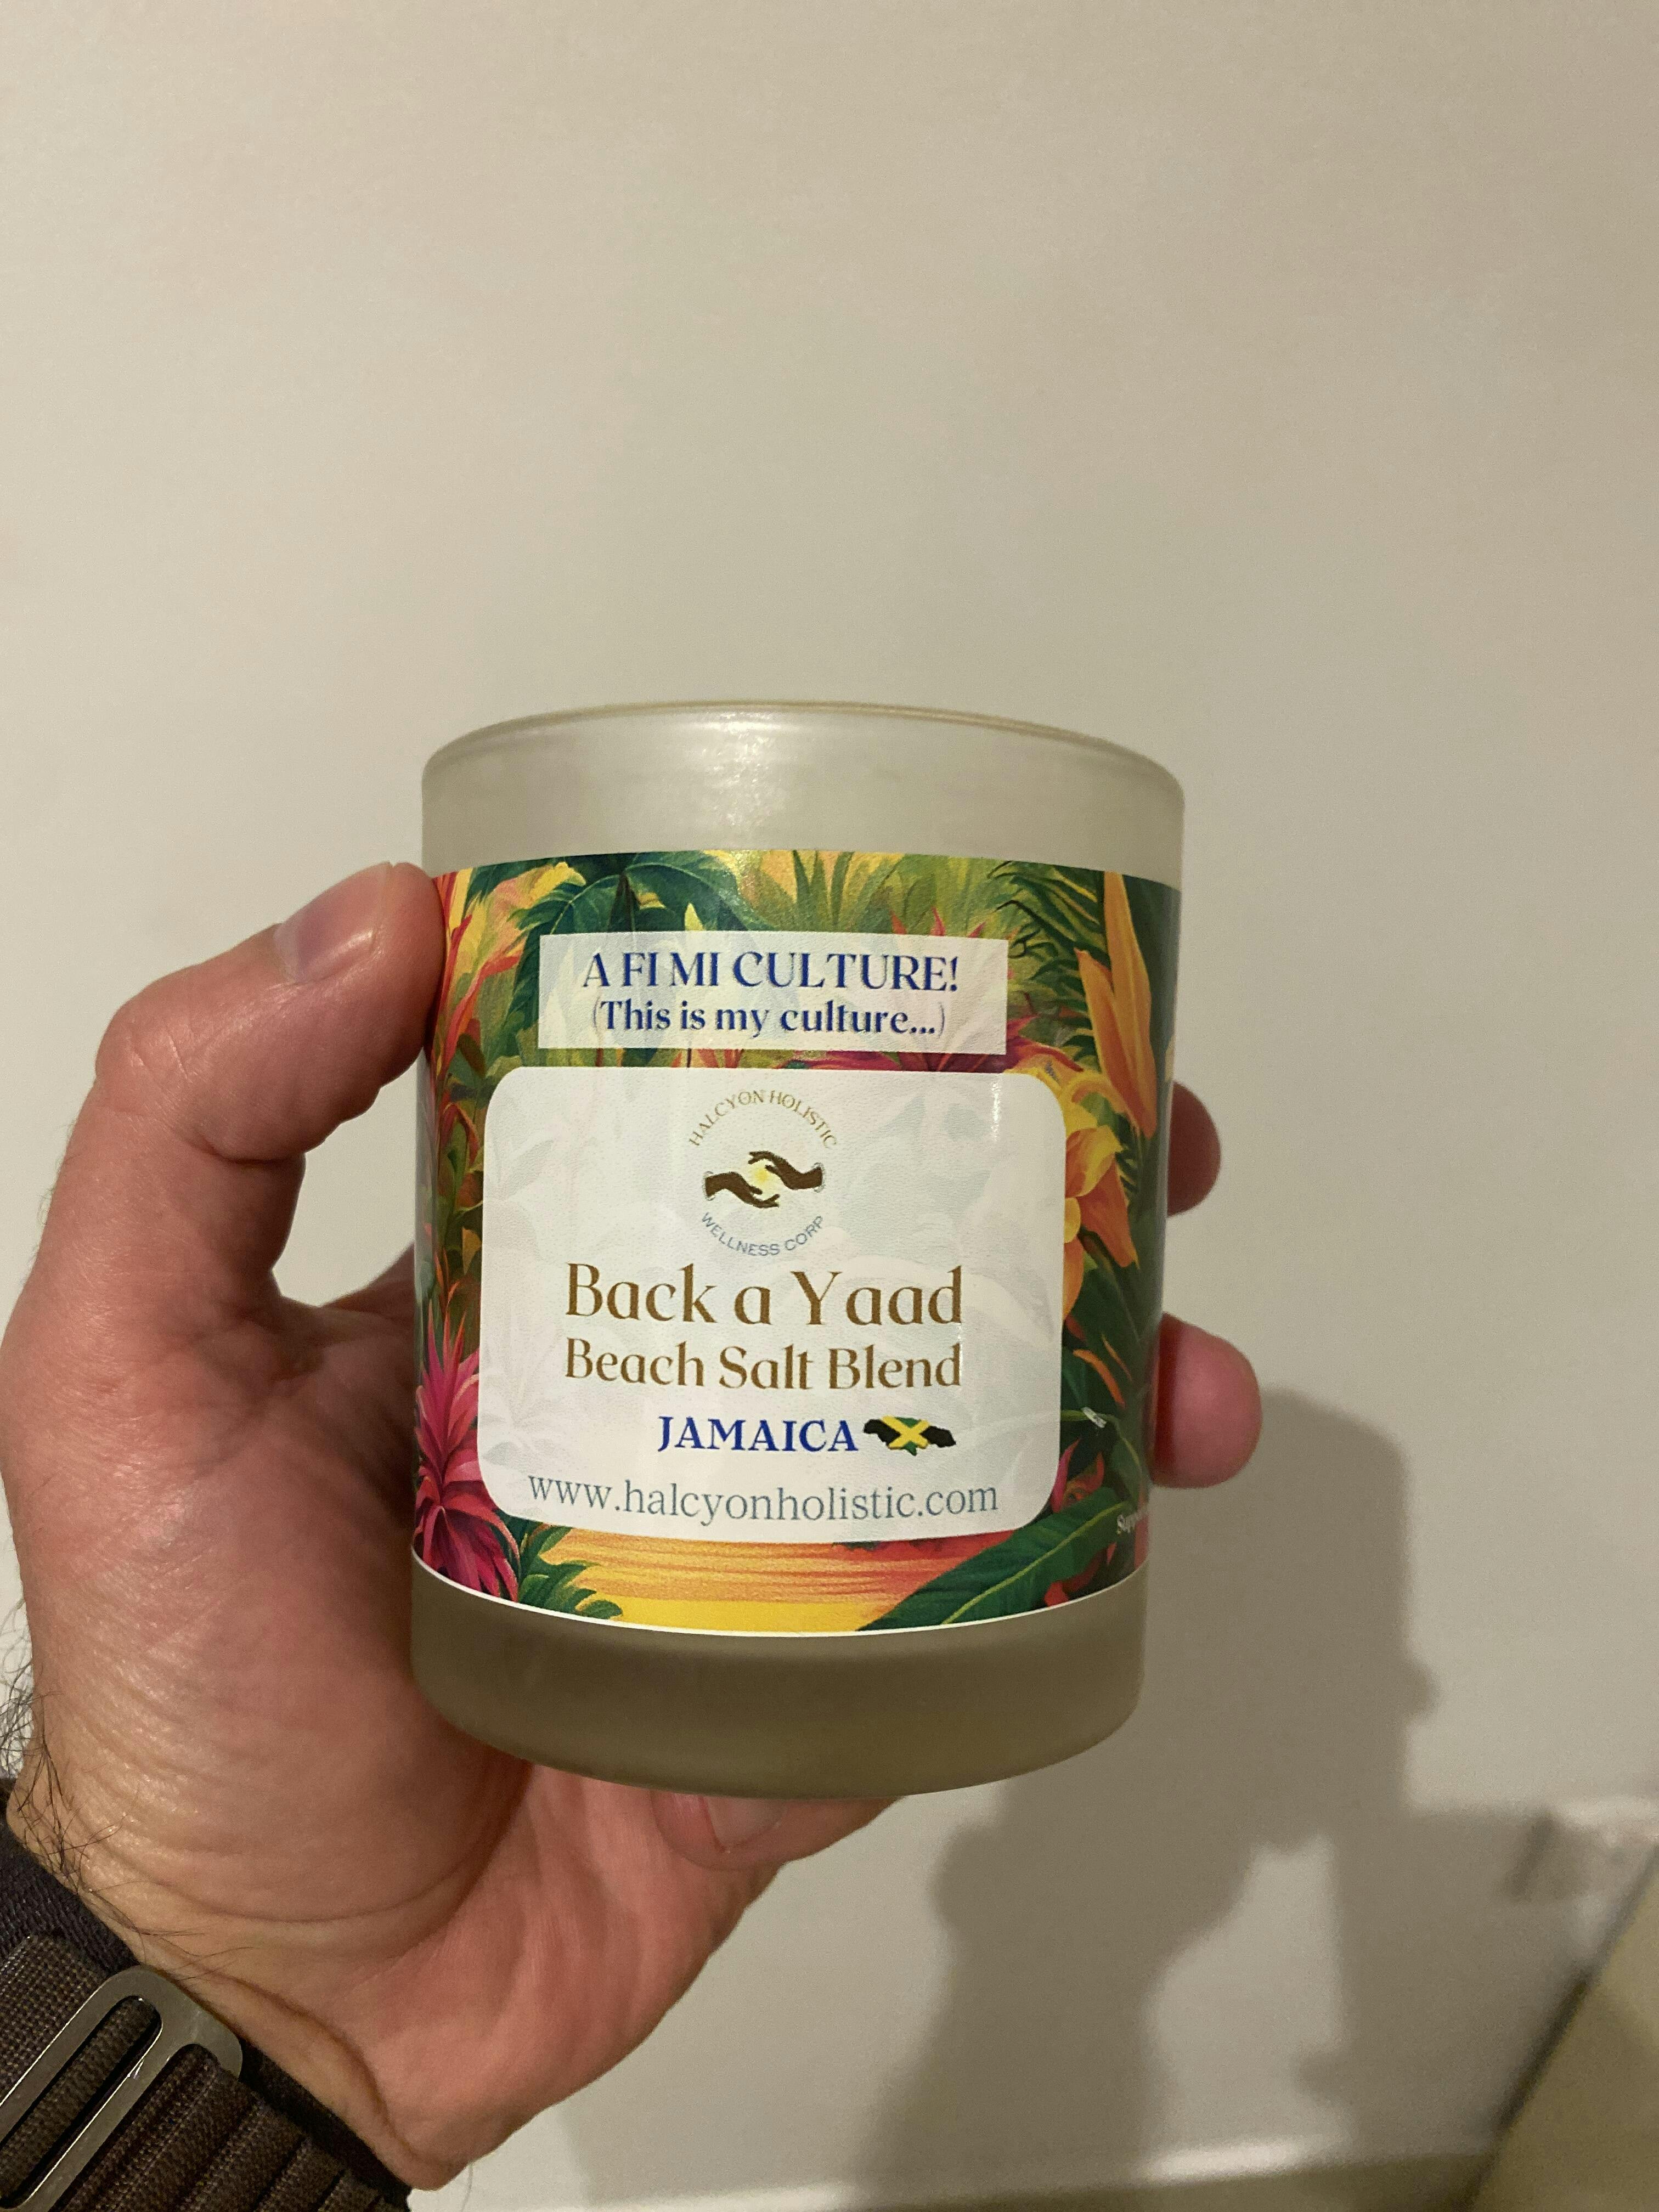 A FI MI CULTURE!
(This is my culture...)
HALCYON HOLISTIC
WELLNESS CORP
Back a Yaad
Beach Salt Blend
JAMAICA
www.halcyonholistic.com